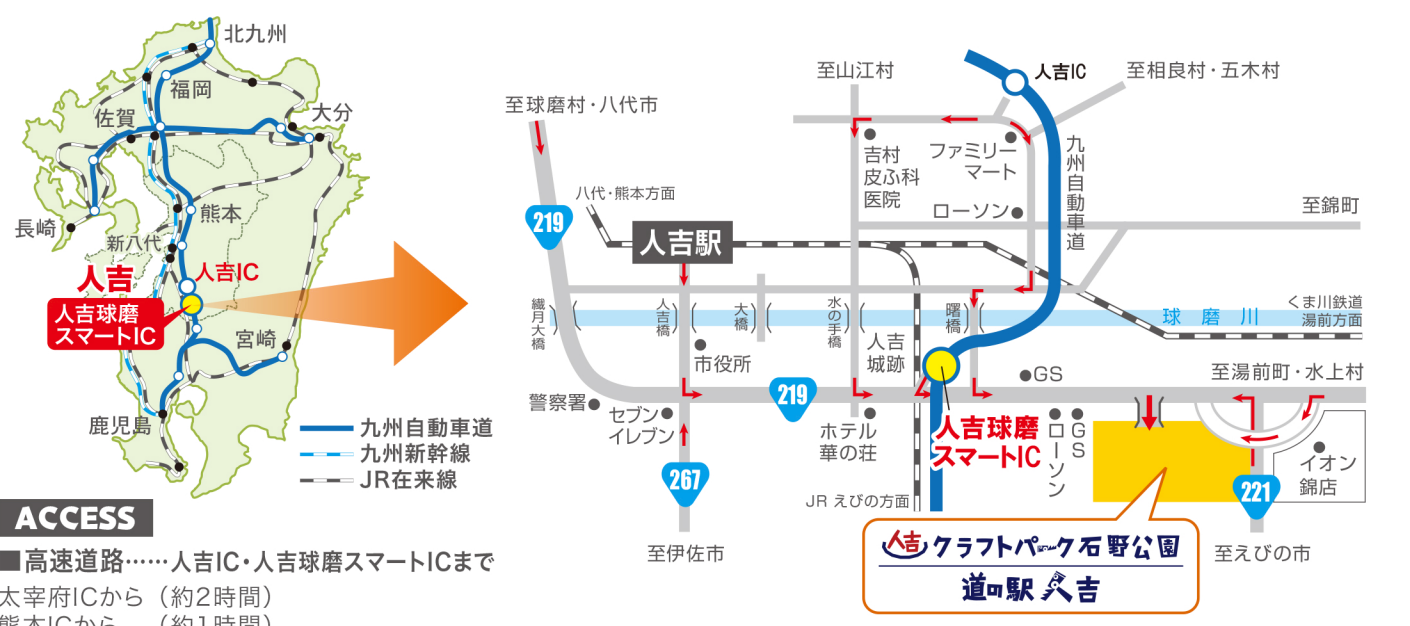 北九州
福岡
佐賀
大分
長崎
熊本
新八代
人吉
人吉IC
人吉球磨
スマートIC
宮崎
鹿児島
九州自動車道
九州新幹線
JR在来線
ACCESS
■高速道路……人吉IC・人吉球磨スマートICまで
太宰府ICから（約2時間）
熊本ICから （約1時間）
至山江村
人吉IC
至相良村・五木村
至球磨村・八代市
吉村
皮ふ科
医院
ファミリー
マート
九州自動車道
八代・熊本方面
ローソン
至錦町
219
人吉駅
繊月大橋
人吉橋
大橋
水の手橋
曙橋
球磨川
くま川鉄道
湯前方面
人吉
城跡
市役所
GS
至湯前町・水上村
219
警察署
セブン
イレブン
ホテル
華の荘
人吉球磨
スマートIC
ローソン
GS
イオン
錦店
267
221
JR えびの方面
至伊佐市
人吉クラフトパーク石野公園
道の駅 人吉
至えびの市